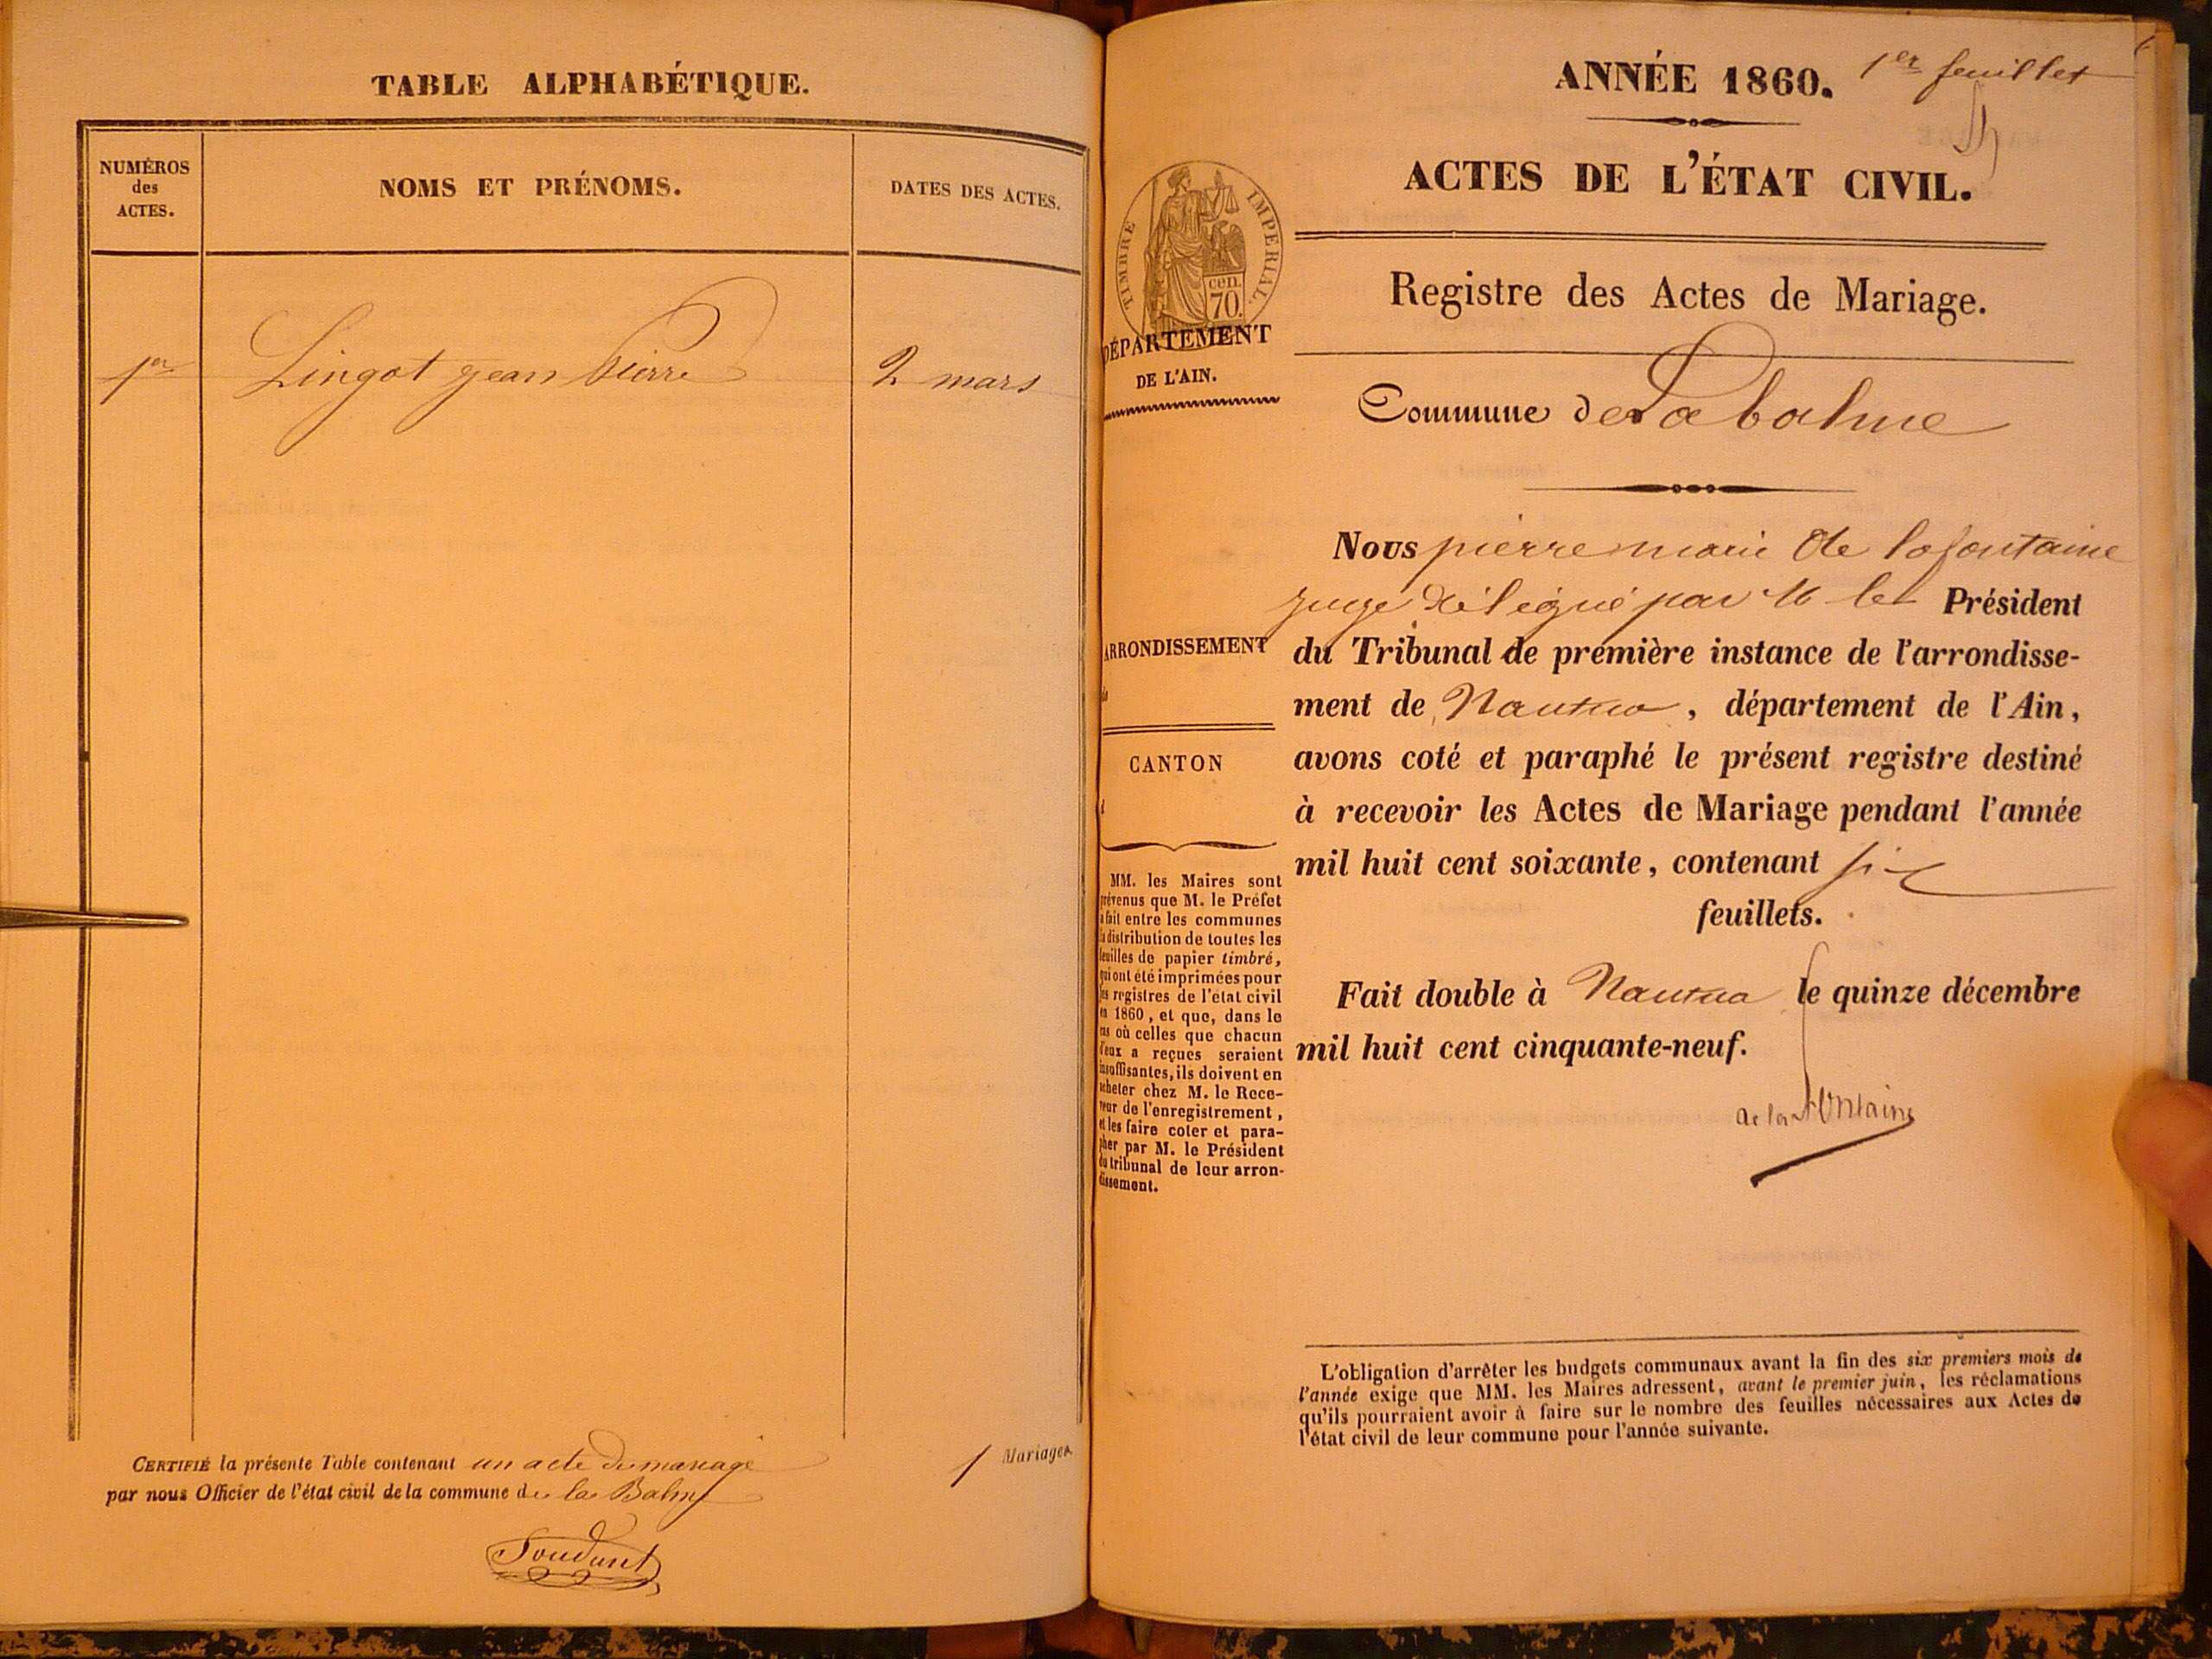 TABLE ALPHABÉTIQUE.
NUMÉROS
des
ACTES.
NOMS ET PRÉNOMS.
DATES DES ACTES.
1er Lingot jean Pierre 2 mars
CERTIFIÉ la présente Table contenant un acte de mariage
1 Mariages
par nous Officier de l'état civil de la commune de la Balme
ANNÉE 1860. 1er feuillet
ACTES DE L'ÉTAT CIVIL.
TIMBRE IMPERIAL.
cen.
70.
DÉPARTEMENT
DE L'AIN.
Registre des Actes de Mariage.
Commune de La balme
Nous pierre marie de lafontaine
juge délégué par M le Président
du Tribunal de première instance de l'arrondisse-
ment de Nantua, département de l'Ain,
avons coté et paraphé le présent registre destiné
à recevoir les Actes de Mariage pendant l'année
mil huit cent soixante, contenant six
feuillets.
Fait double à Nantua le quinze décembre
mil huit cent cinquante-neuf.
de la Fontaine
ARRONDISSEMENT
CANTON
MM. les Maires sont
prévenus que M. le Préfet
a fait entre les communes
la distribution de toutes les
feuilles de papier timbré,
qui ont été imprimées pour
les registres de l'état civil
en 1860, et que, dans le
cas où celles que chacun
d'eux a reçues seraient
insuffisantes, ils doivent en
acheter chez M. le Rece-
veur de l'enregistrement,
et les faire coter et para-
pher par M. le Président
du tribunal de leur arron-
dissement.
L'obligation d'arrêter les budgets communaux avant la fin des six premiers mois de
l'année exige que MM. les Maires adressent, avant le premier juin, les réclamations
qu'ils pourraient avoir à faire sur le nombre des feuilles nécessaires aux Actes de
l'état civil de leur commune pour l'année suivante.